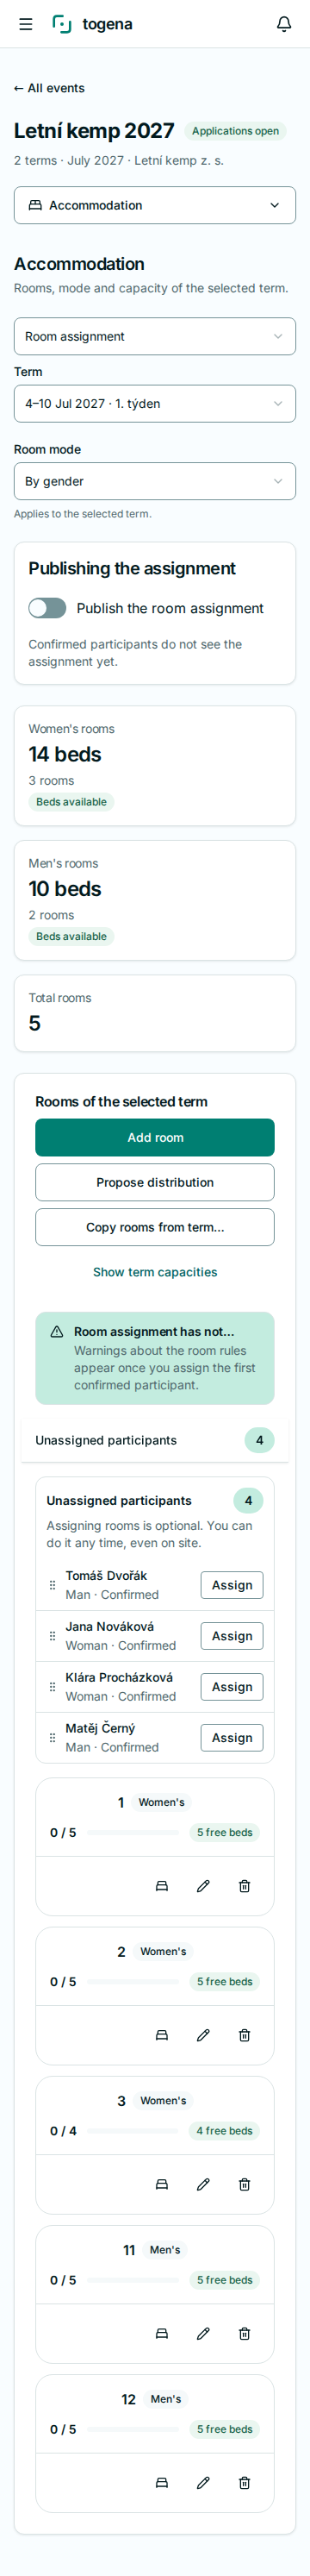 togena
← All events
Letní kemp 2027 Applications open
2 terms · July 2027 · Letní kemp z. s.
Accommodation
Accommodation
Rooms, mode and capacity of the selected term.
Room assignment
Term
4–10 Jul 2027 · 1. týden
Room mode
By gender
Applies to the selected term.
Publishing the assignment
Publish the room assignment
Confirmed participants do not see the
assignment yet.
Women's rooms
14 beds
3 rooms
Beds available
Men's rooms
10 beds
2 rooms
Beds available
Total rooms
5
Rooms of the selected term
Add room
Propose distribution
Copy rooms from term...
Show term capacities
Room assignment has not...
Warnings about the room rules
appear once you assign the first
confirmed participant.
Unassigned participants 4
Unassigned participants 4
Assigning rooms is optional. You can
do it any time, even on site.
Tomáš Dvořák
Man · Confirmed
Assign
Jana Nováková
Woman · Confirmed
Assign
Klára Procházková
Woman · Confirmed
Assign
Matěj Černý
Man · Confirmed
Assign
1 Women's
0 / 5 5 free beds
2 Women's
0 / 5 5 free beds
3 Women's
0 / 4 4 free beds
11 Men's
0 / 5 5 free beds
12 Men's
0 / 5 5 free beds